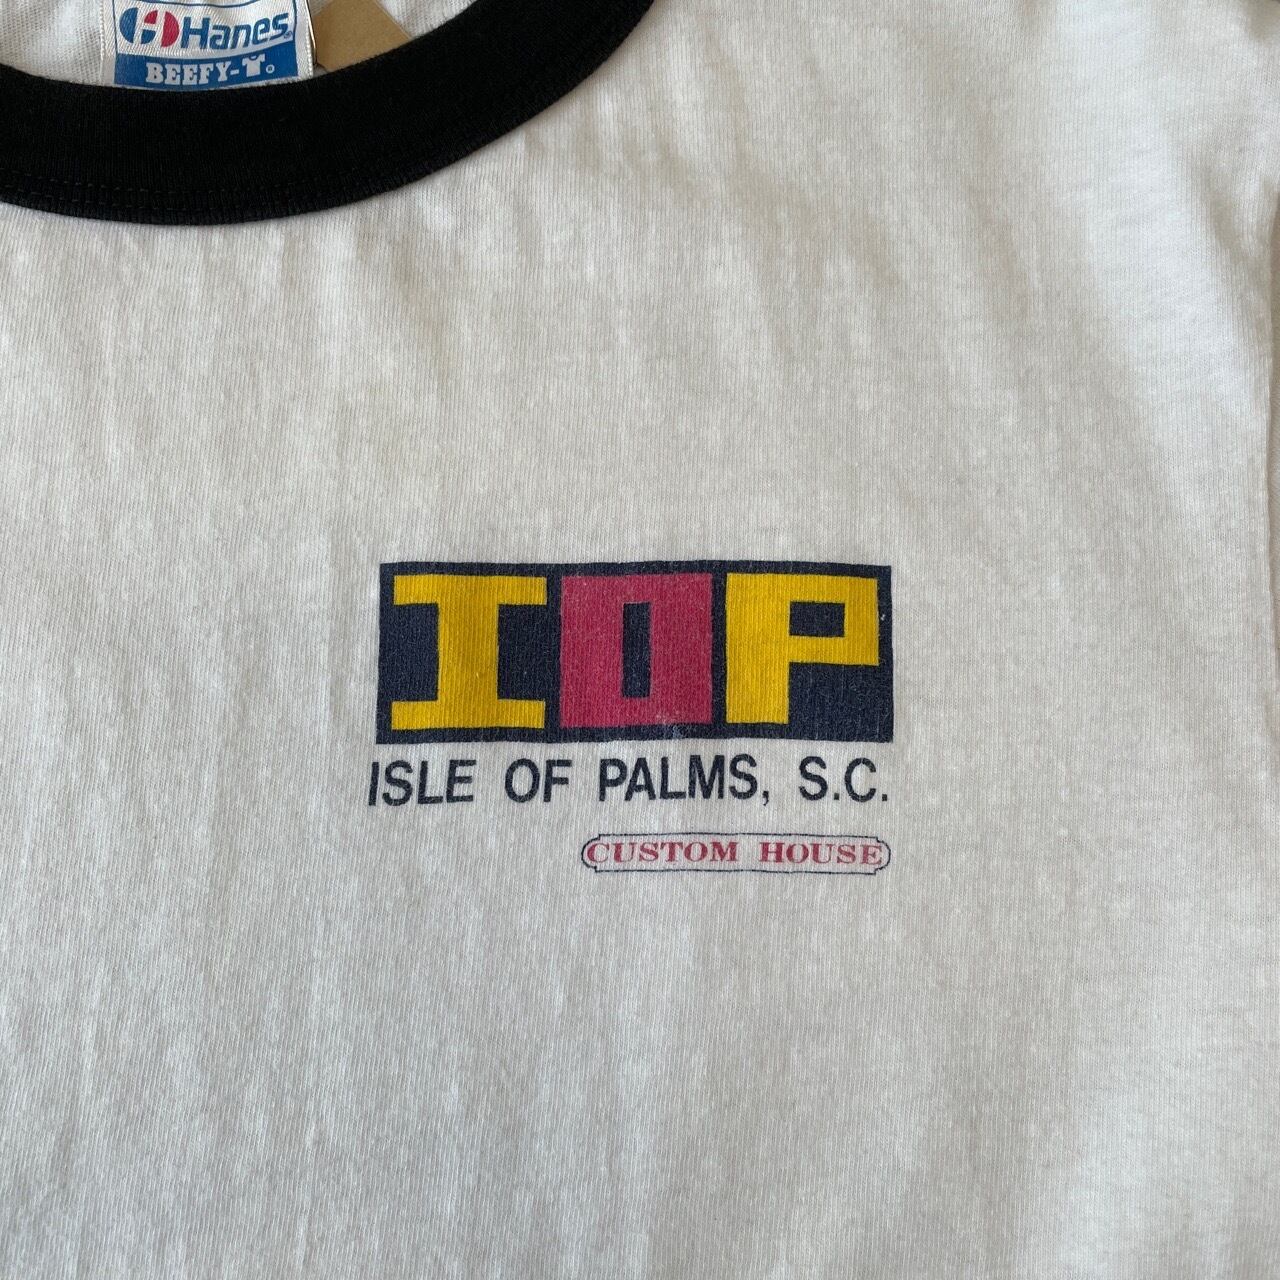 Hanes
BEEFY-T
IOP
ISLE OF PALMS, S.C.
CUSTOM HOUSE